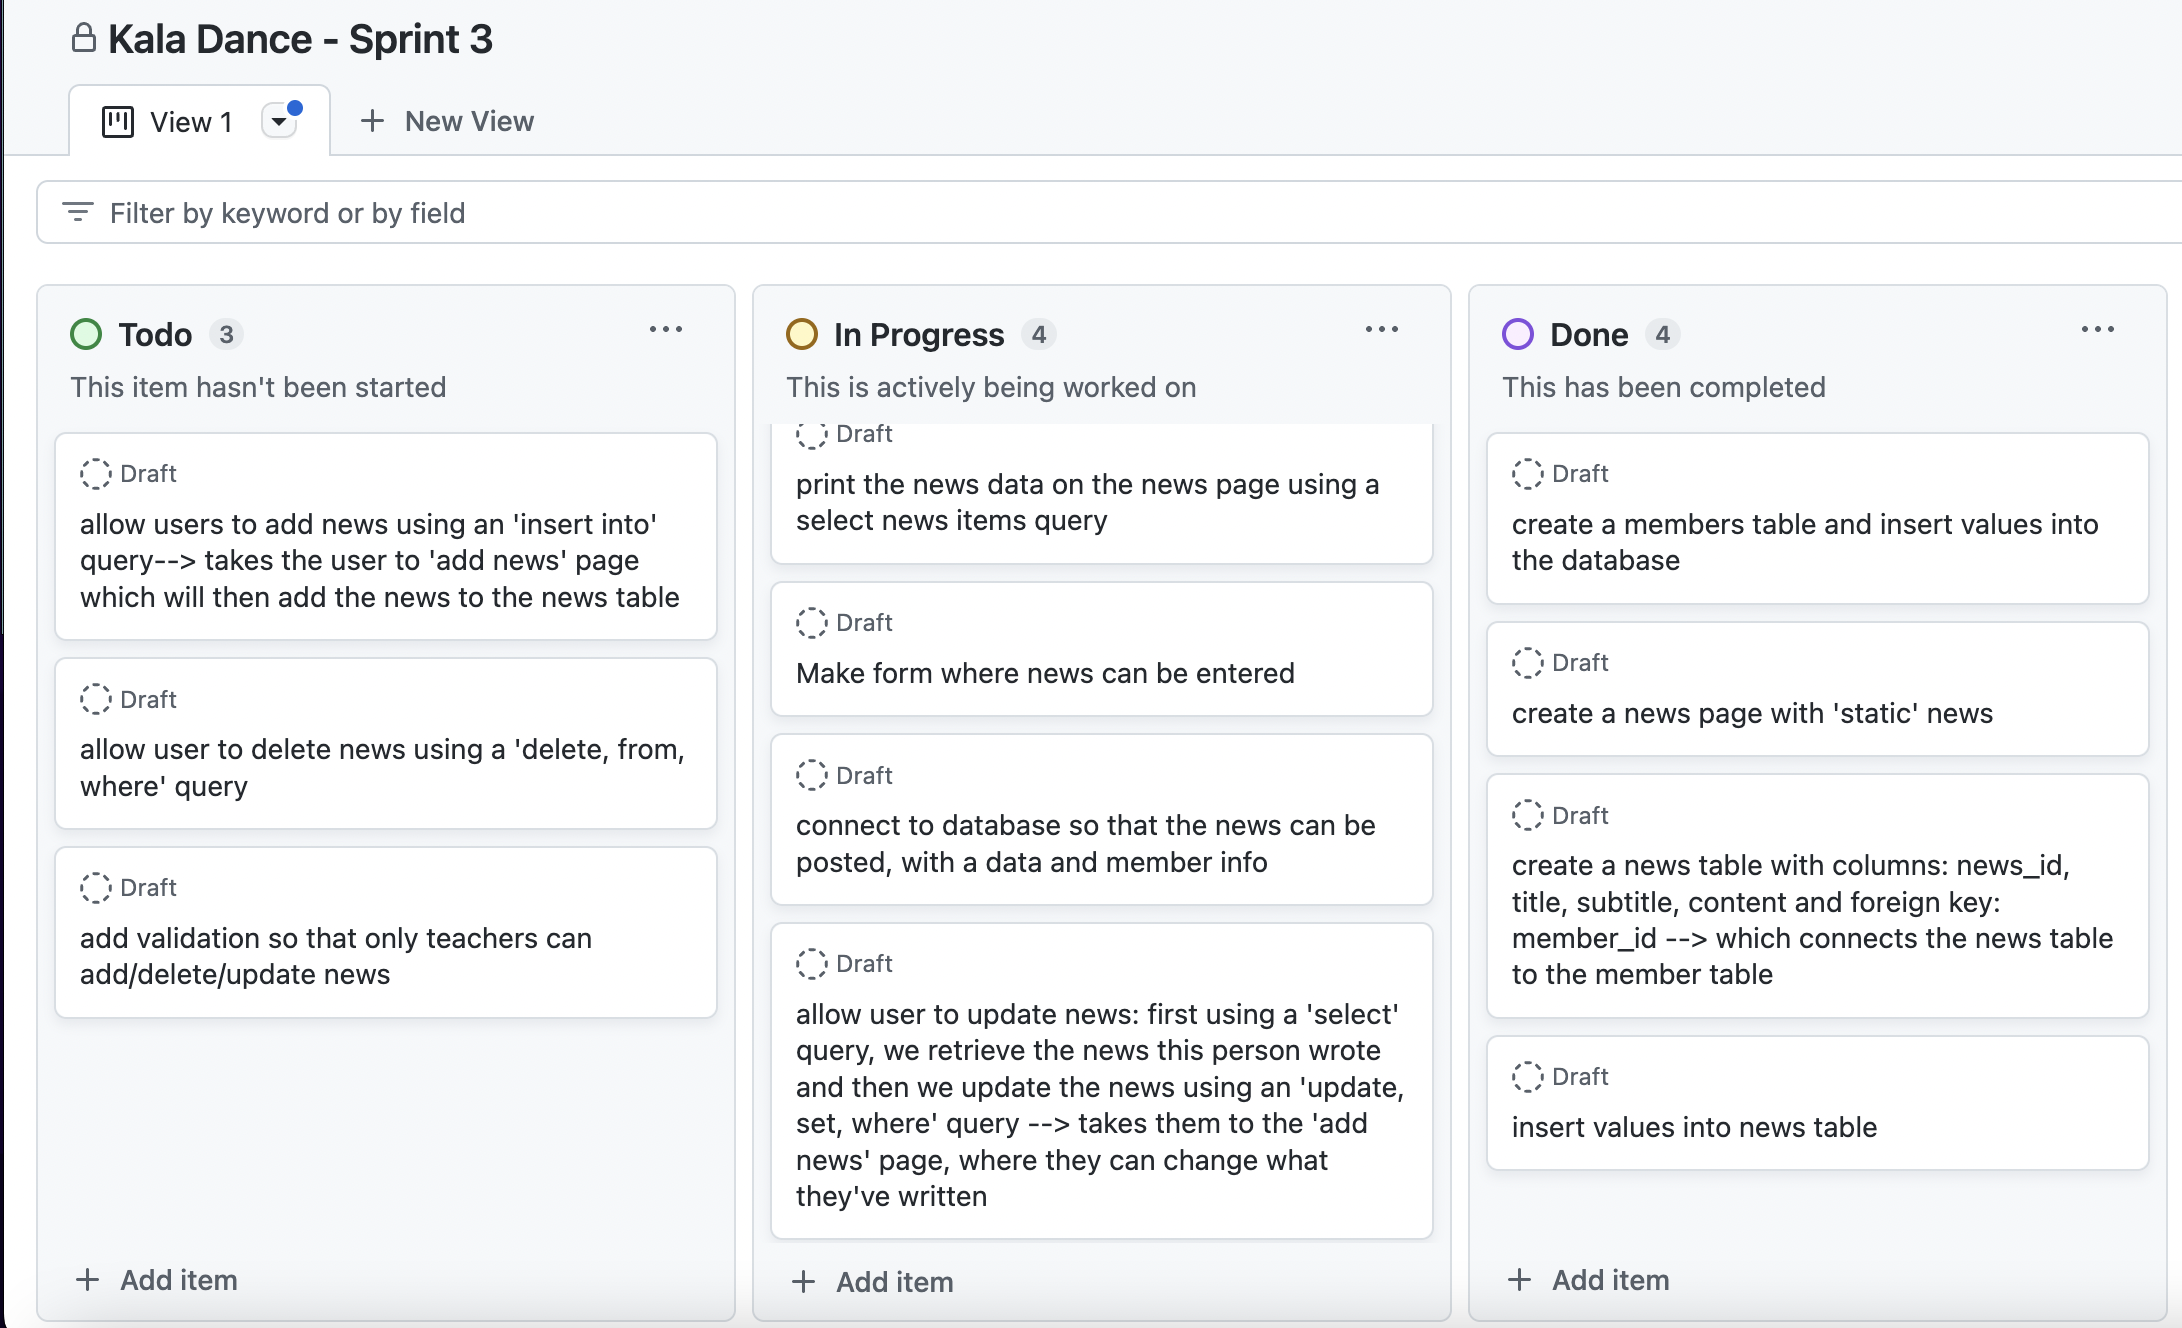 Kala Dance - Sprint 3
View 1
New View
Filter by keyword or by field
Todo 3
This item hasn't been started
Draft
allow users to add news using an 'insert into'
query--> takes the user to 'add news' page
which will then add the news to the news table
Draft
allow user to delete news using a 'delete, from,
where' query
Draft
add validation so that only teachers can
add/delete/update news
Add item
In Progress 4
This is actively being worked on
Draft
print the news data on the news page using a
select news items query
Draft
Make form where news can be entered
Draft
connect to database so that the news can be
posted, with a data and member info
Draft
allow user to update news: first using a 'select'
query, we retrieve the news this person wrote
and then we update the news using an 'update,
set, where' query --> takes them to the 'add
news' page, where they can change what
they've written
Add item
Done 4
This has been completed
Draft
create a members table and insert values into
the database
Draft
create a news page with 'static' news
Draft
create a news table with columns: news_id,
title, subtitle, content and foreign key:
member_id --> which connects the news table
to the member table
Draft
insert values into news table
Add item